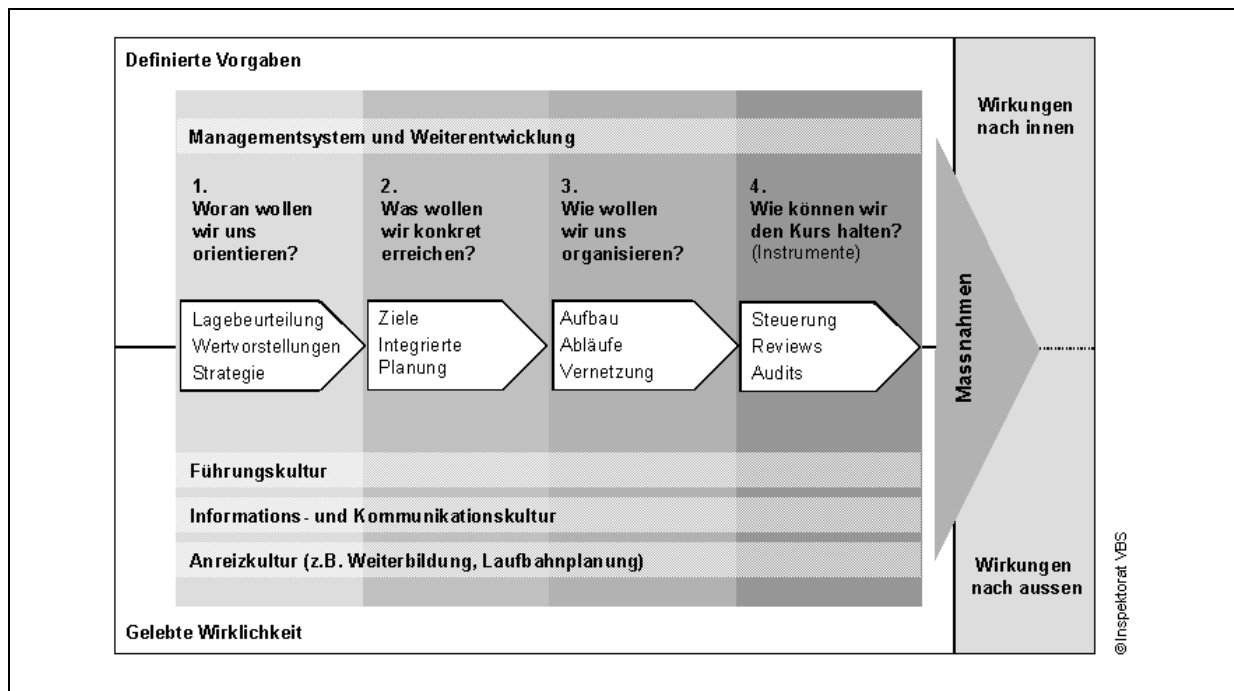 Definierte Vorgaben
Managementsystem und Weiterentwicklung
1.
Woran wollen
wir uns
orientieren?
2.
Was wollen
wir konkret
erreichen?
3.
Wie wollen
wir uns
organisieren?
4.
Wie können wir
den Kurs halten?
(Instrumente)
Lagebeurteilung
Wertvorstellungen
Strategie
Ziele
Integrierte
Planung
Aufbau
Abläufe
Vernetzung
Steuerung
Reviews
Audits
Führungskultur
Informations- und Kommunikationskultur
Anreizkultur (z.B. Weiterbildung, Laufbahnplanung)
Gelebte Wirklichkeit
Massnahmen
Wirkungen
nach innen
Wirkungen
nach aussen
©Inspektorat VBS